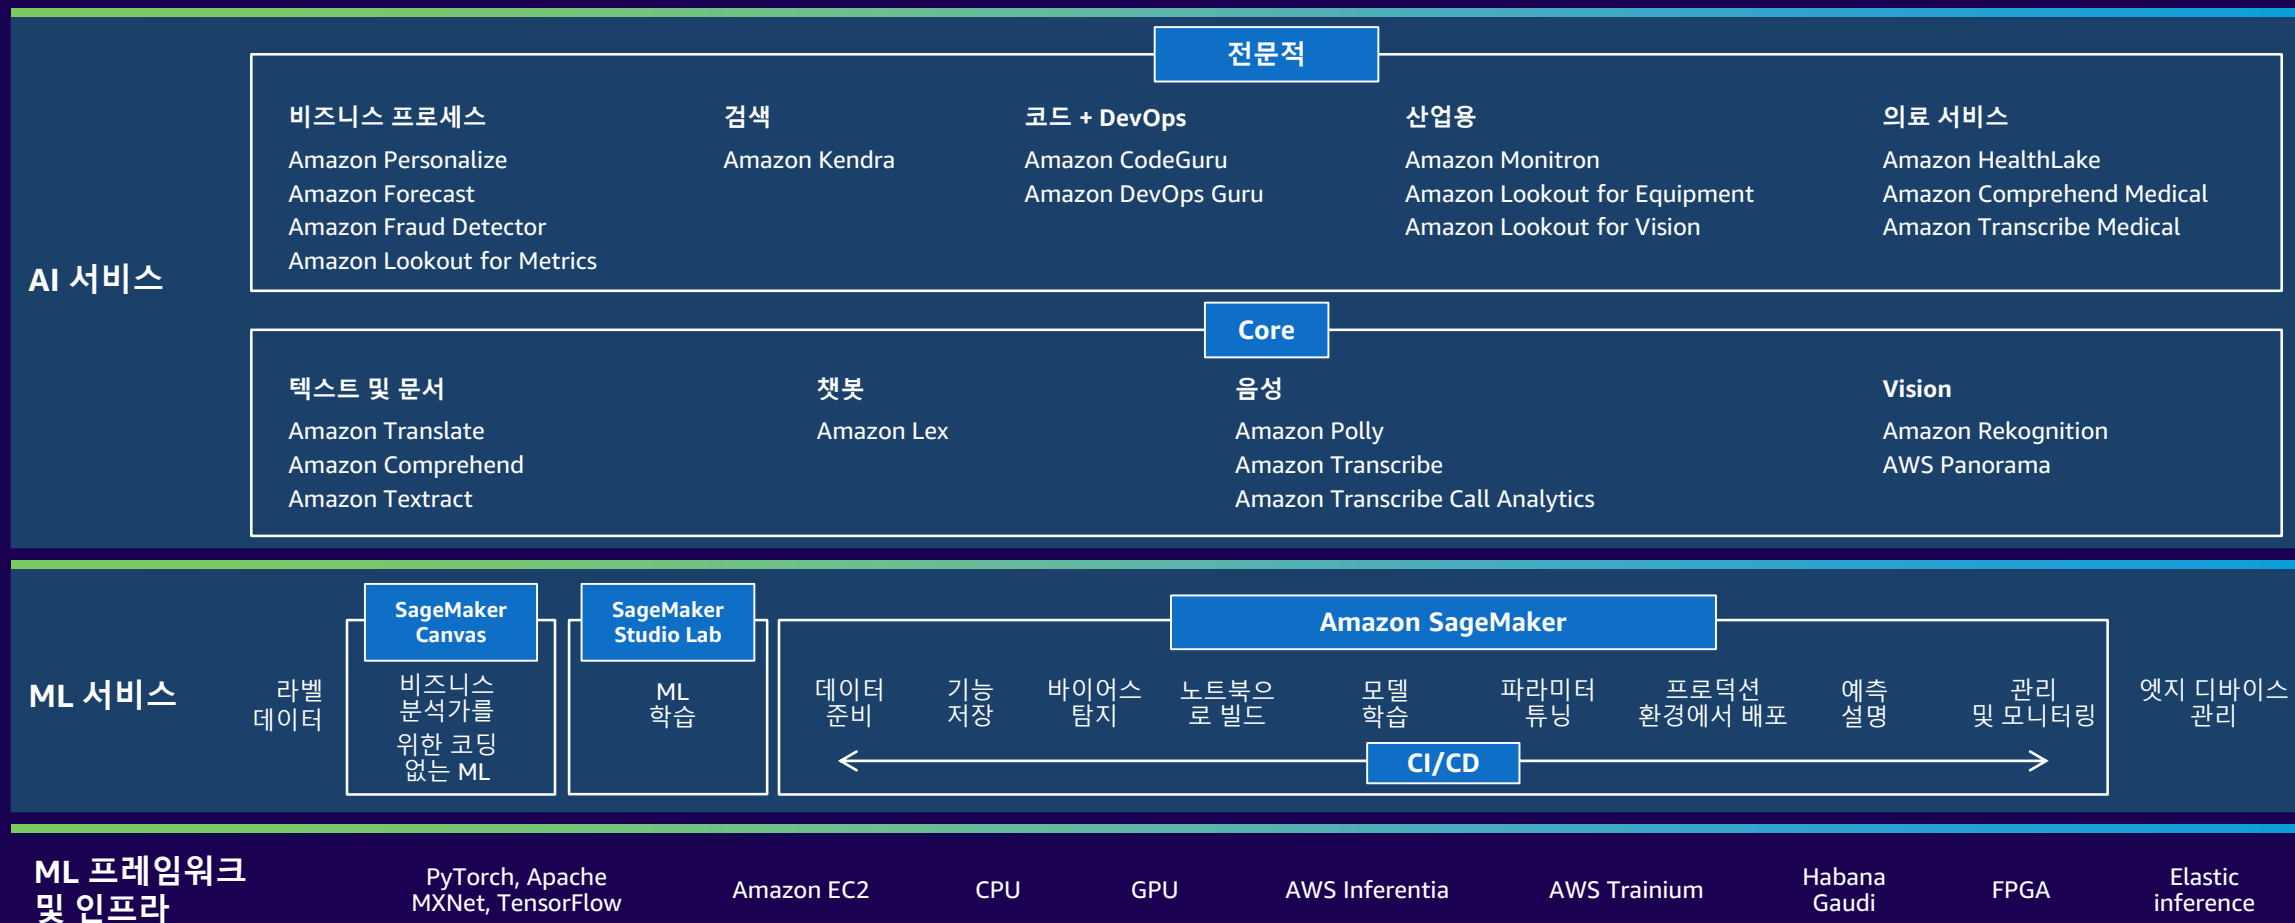 전문적
비즈니스 프로세스
Amazon Personalize
Amazon Forecast
Amazon Fraud Detector
Amazon Lookout for Metrics
검색
Amazon Kendra
코드 + DevOps
Amazon CodeGuru
Amazon DevOps Guru
산업용
Amazon Monitron
Amazon Lookout for Equipment
Amazon Lookout for Vision
의료 서비스
Amazon HealthLake
Amazon Comprehend Medical
Amazon Transcribe Medical
AI 서비스
Core
텍스트 및 문서
Amazon Translate
Amazon Comprehend
Amazon Textract
챗봇
Amazon Lex
음성
Amazon Polly
Amazon Transcribe
Amazon Transcribe Call Analytics
Vision
Amazon Rekognition
AWS Panorama
ML 서비스
라벨
데이터
SageMaker
Canvas
비즈니스
분석가를
위한 코딩
없는 ML
SageMaker
Studio Lab
ML
학습
Amazon SageMaker
데이터
준비
기능
저장
바이어스
탐지
노트북으
로 빌드
모델
학습
파라미터
튜닝
프로덕션
환경에서 배포
예측
설명
관리
및 모니터링
CI/CD
엣지 디바이스
관리
ML 프레임워크
및 인프라
PyTorch, Apache
MXNet, TensorFlow
Amazon EC2
CPU
GPU
AWS Inferentia
AWS Trainium
Habana
Gaudi
FPGA
Elastic
inference